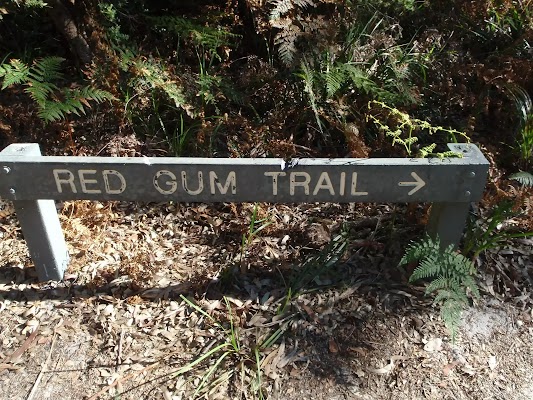 RED GUM TRAIL →